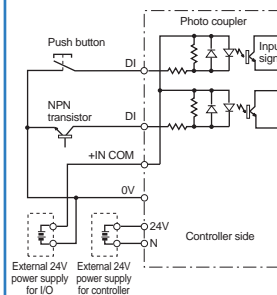 Photo coupler
Push button
Input
sign
DI
NPN
transistor
DI
+IN COM
0V
24V
N
Controller side
External 24V
power supply
for I/O
External 24V
power supply
for controller